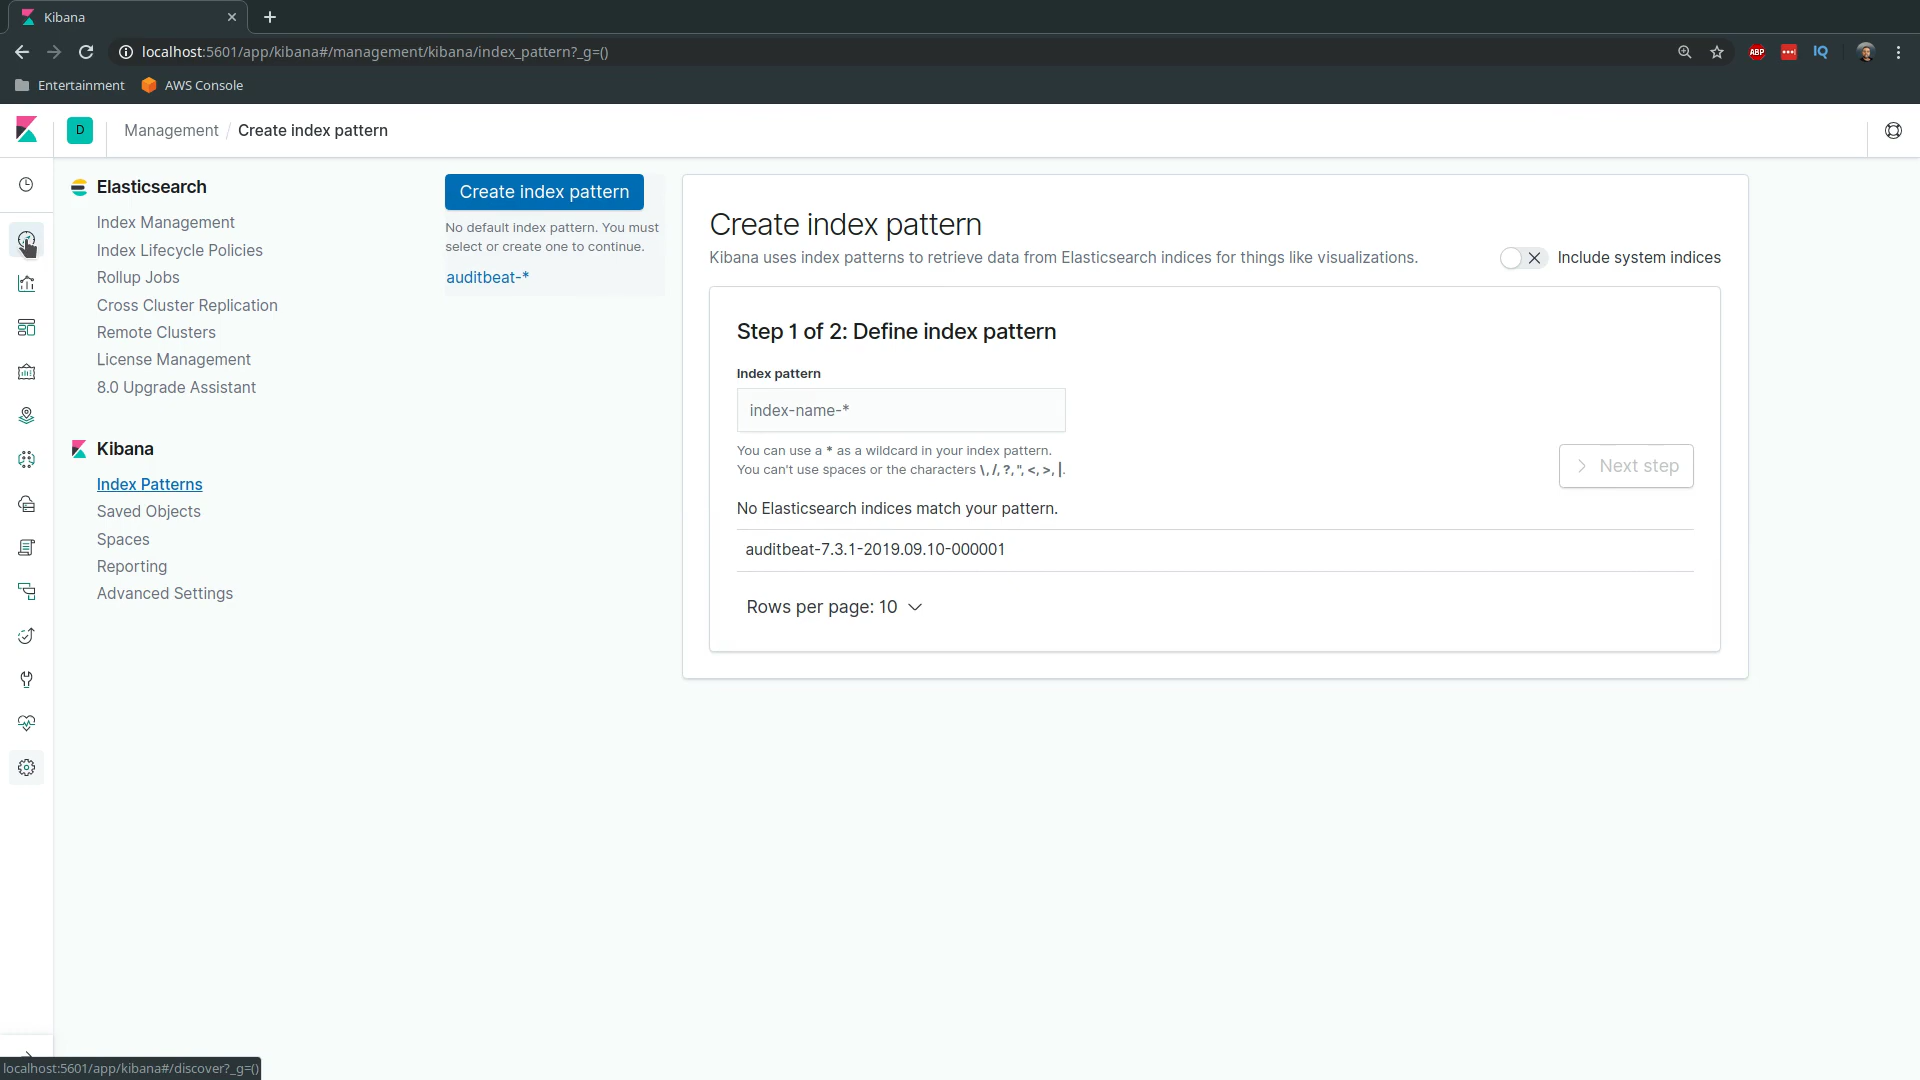 Kibana
localhost:5601/app/kibana#/management/kibana/index_pattern?_g=()
ABP
IQ
Entertainment
AWS Console
D
Management / Create index pattern
Elasticsearch
Index Management
Index Lifecycle Policies
Rollup Jobs
Cross Cluster Replication
Remote Clusters
License Management
8.0 Upgrade Assistant
Kibana
Index Patterns
Saved Objects
Spaces
Reporting
Advanced Settings
Create index pattern
No default index pattern. You must
select or create one to continue.
auditbeat-*
Create index pattern
Kibana uses index patterns to retrieve data from Elasticsearch indices for things like visualizations.
Include system indices
Step 1 of 2: Define index pattern
Index pattern
index-name-*
You can use a * as a wildcard in your index pattern.
You can't use spaces or the characters \, /, ?, ", <, >, |.
Next step
No Elasticsearch indices match your pattern.
auditbeat-7.3.1-2019.09.10-000001
Rows per page: 10
localhost:5601/app/kibana#/discover?_g=()